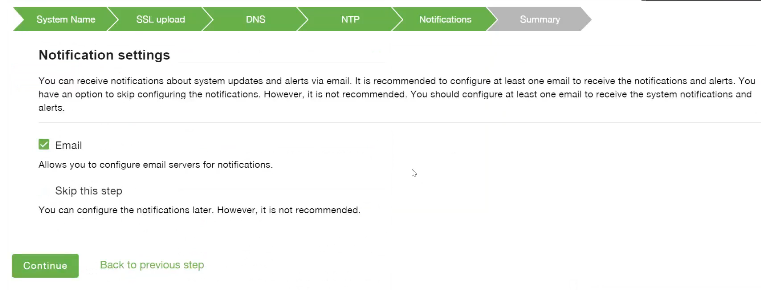 System Name SSL upload DNS NTP Notifications Summary
Notification settings
You can receive notifications about system updates and alerts via email. It is recommended to configure at least one email to receive the notifications and alerts. You
have an option to skip configuring the notifications. However, it is not recommended. You should configure at least one email to receive the system notifications and
alerts.
Email
Allows you to configure email servers for notifications.
Skip this step
You can configure the notifications later. However, it is not recommended.
Continue Back to previous step